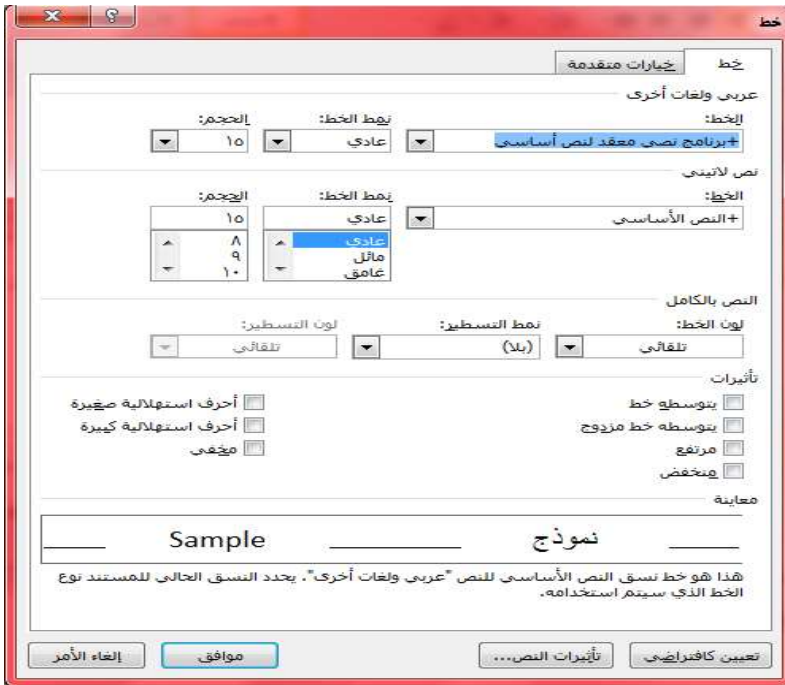 خط
خط خيارات متقدمة
عربي ولغات أخرى
الخط: نمط الخط: الحجم:
+برنامج نصي معقد لنص أساسي عادي ١٥
نص لاتيني
الخط: نمط الخط: الحجم:
+النص الأساسي عادي ١٥
عادي ٨
مائل ٩
غامق ١٠
النص بالكامل
لون الخط: نمط التسطير: لون التسطير:
تلقائي (بلا) تلقائي
تأثيرات
يتوسطه خط أحرف استهلالية صغيرة
يتوسطه خط مزدوج أحرف استهلالية كبيرة
مرتفع مخفي
منخفض
معاينة
نموذج Sample
هذا هو خط نسق النص الأساسي للنص "عربي ولغات أخرى". يحدد النسق الحالي للمستند نوع
الخط الذي سيتم استخدامه.
تعيين كافتراضي تأثيرات النص... موافق إلغاء الأمر